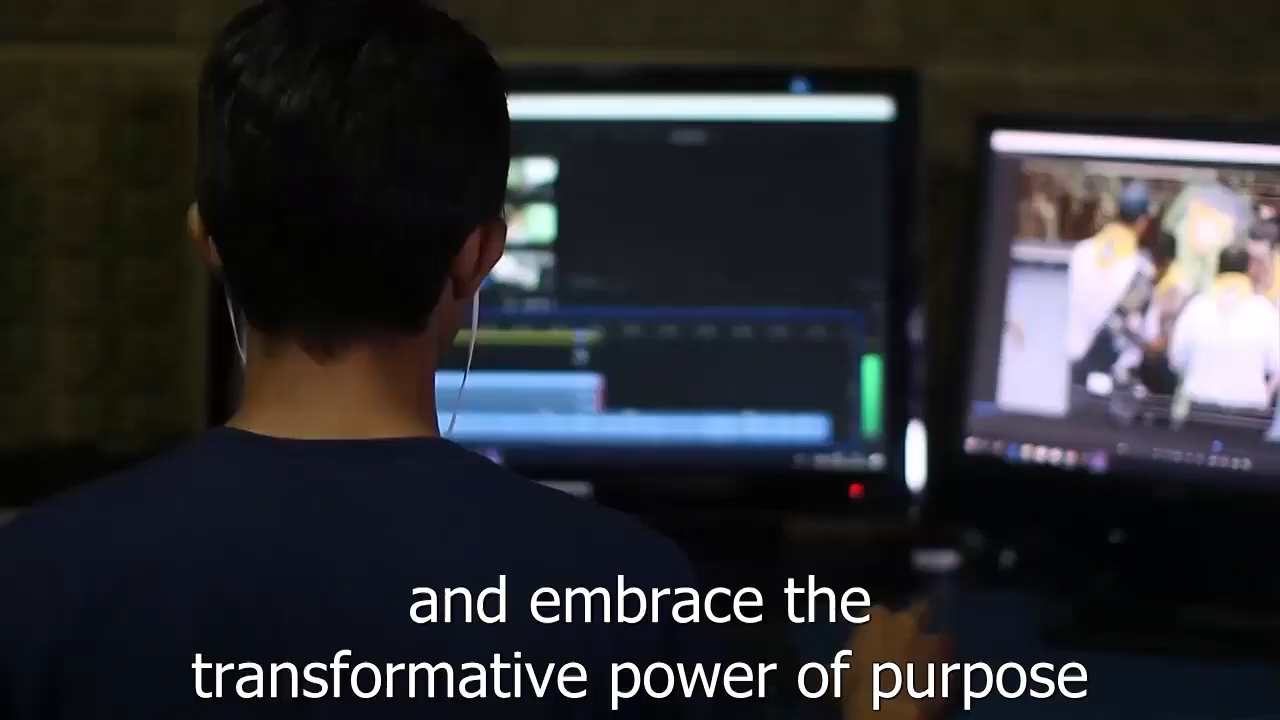 and embrace the
transformative power of purpose